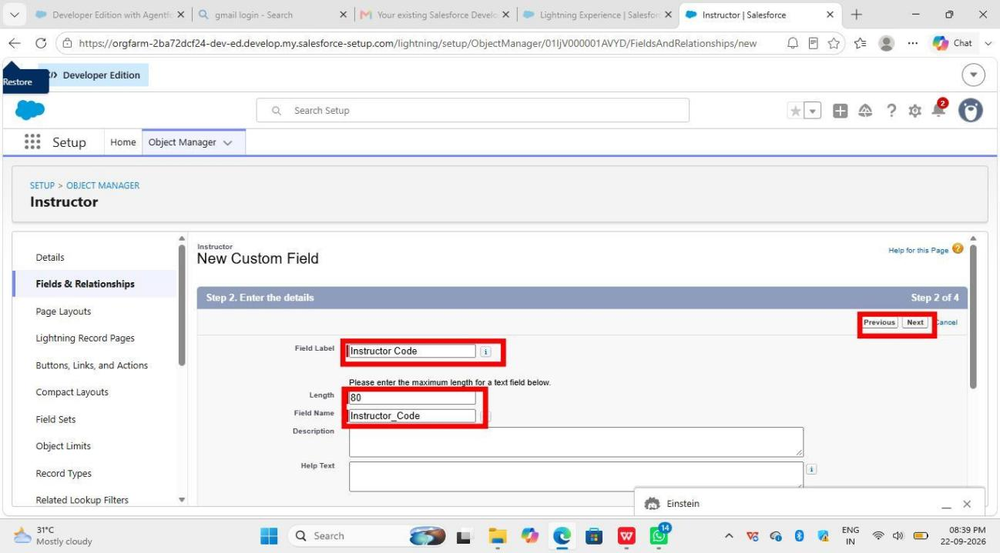 Developer Edition with Agentfo
gmail login - Search
Your existing Salesforce Develo
Lightning Experience | Salesfor
Instructor | Salesforce
https://orgfarm-2ba72dcf24-dev-ed.develop.my.salesforce-setup.com/lightning/setup/ObjectManager/01IjV000001AVYD/FieldsAndRelationships/new
Chat
Restore
Developer Edition
Search Setup
2
Setup
Home
Object Manager
SETUP > OBJECT MANAGER
Instructor
Details
Fields & Relationships
Page Layouts
Lightning Record Pages
Buttons, Links, and Actions
Compact Layouts
Field Sets
Object Limits
Record Types
Related Lookup Filters
Instructor
New Custom Field
Help for this Page
Step 2. Enter the details
Step 2 of 4
Previous Next Cancel
Field Label Instructor Code
Please enter the maximum length for a text field below.
Length 80
Field Name Instructor_Code
Description
Help Text
Einstein
31°C
Mostly cloudy
Search
14
ENG
IN
08:39 PM
22-09-2026